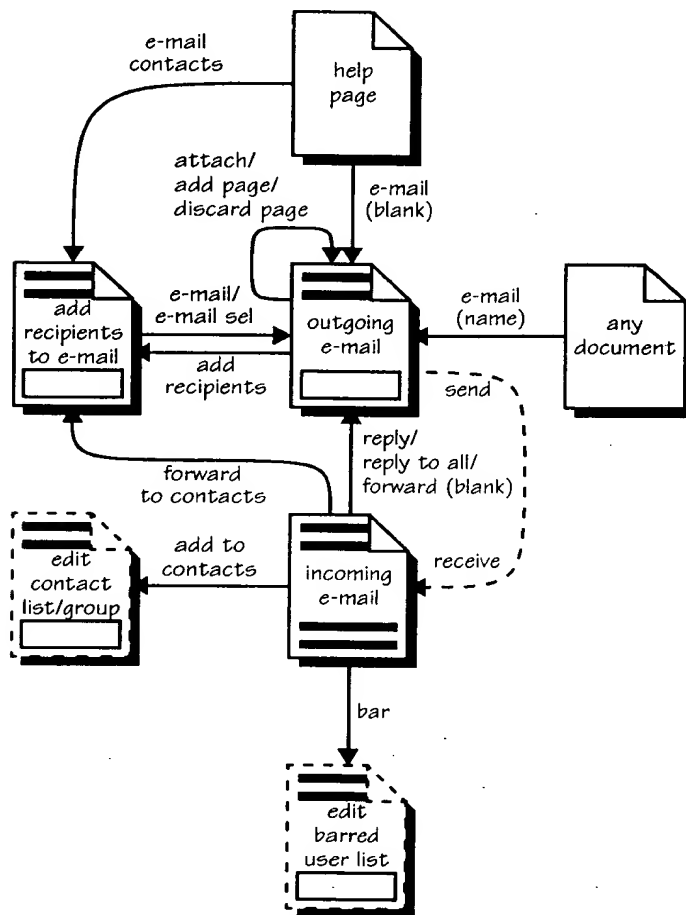 e-mail
contacts
help
page
attach/
add page/
discard page
e-mail
(blank)
add
recipients
to e-mail
e-mail/
e-mail sel
add
recipients
outgoing
e-mail
e-mail
(name)
any
document
send
reply/
reply to all/
forward (blank)
forward
to contacts
edit
contact
list/group
add to
contacts
incoming
e-mail
receive
bar
edit
barred
user list